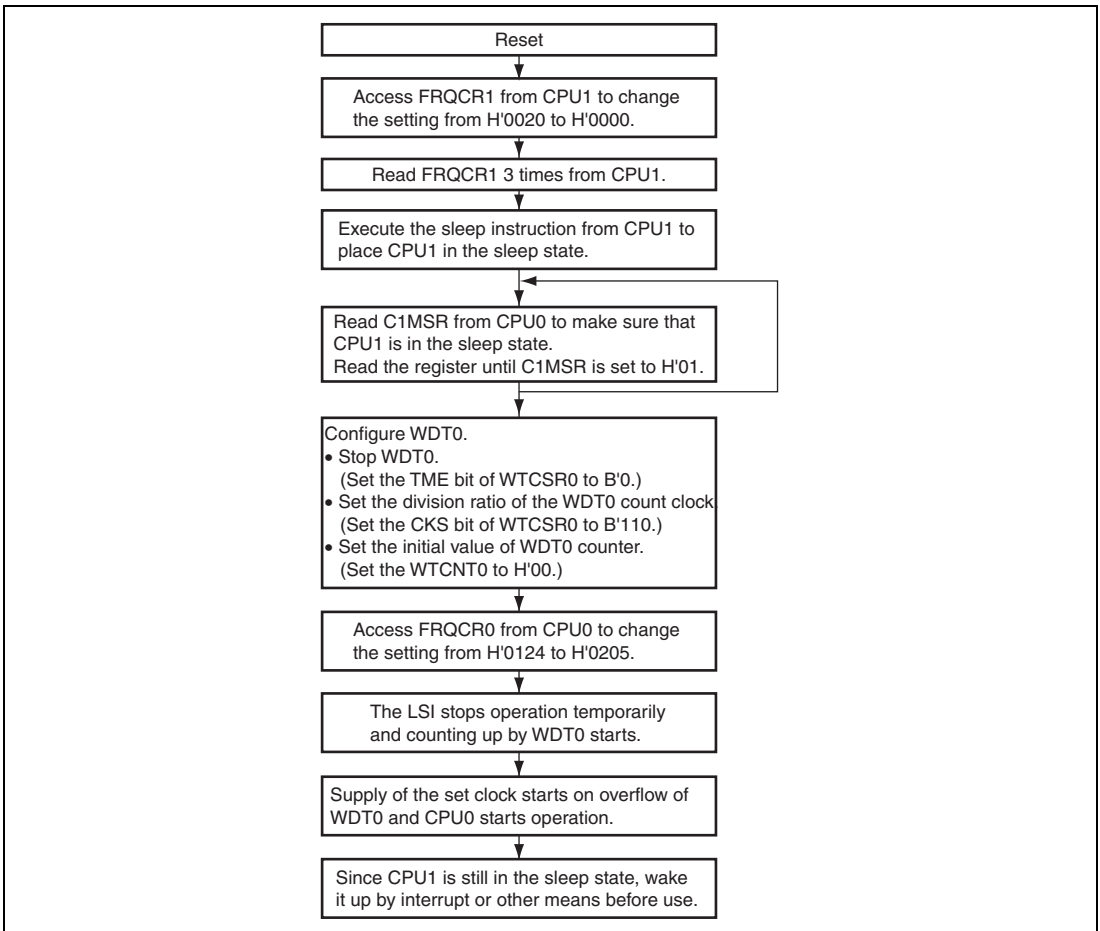 Reset
Access FRQCR1 from CPU1 to change
the setting from H'0020 to H'0000.
Read FRQCR1 3 times from CPU1.
Execute the sleep instruction from CPU1 to
place CPU1 in the sleep state.
Read C1MSR from CPU0 to make sure that
CPU1 is in the sleep state.
Read the register until C1MSR is set to H'01.
Configure WDT0.
• Stop WDT0.
(Set the TME bit of WTCSR0 to B'0.)
• Set the division ratio of the WDT0 count clock.
(Set the CKS bit of WTCSR0 to B'110.)
• Set the initial value of WDT0 counter.
(Set the WTCNT0 to H'00.)
Access FRQCR0 from CPU0 to change
the setting from H'0124 to H'0205.
The LSI stops operation temporarily
and counting up by WDT0 starts.
Supply of the set clock starts on overflow of
WDT0 and CPU0 starts operation.
Since CPU1 is still in the sleep state, wake
it up by interrupt or other means before use.